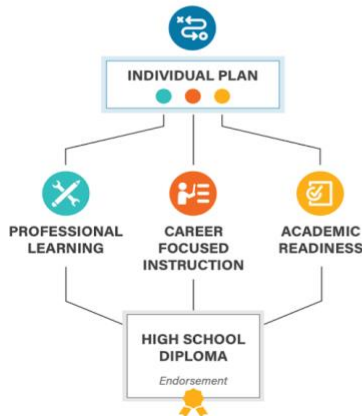 INDIVIDUAL PLAN
PROFESSIONAL
LEARNING
CAREER
FOCUSED
INSTRUCTION
ACADEMIC
READINESS
HIGH SCHOOL
DIPLOMA
Endorsement